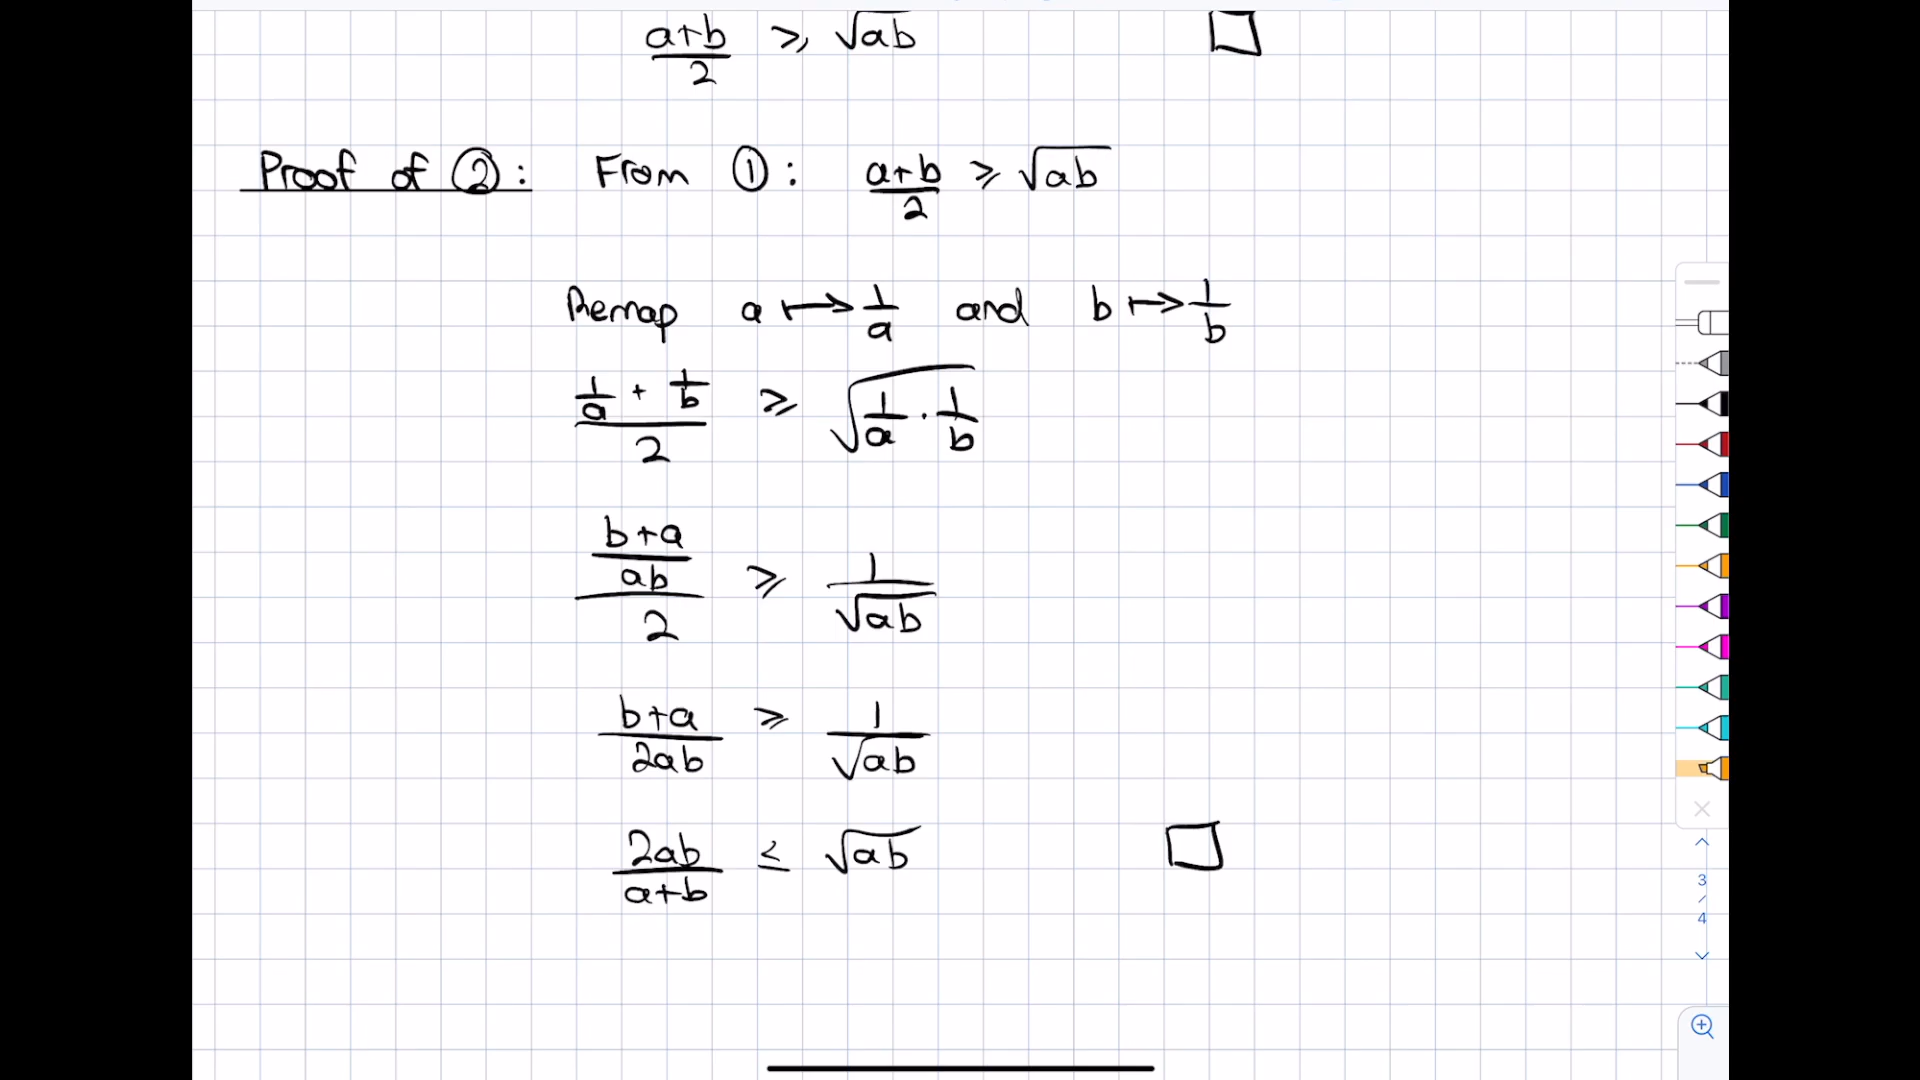 (a+b)/2 ⩾ √(ab) □
Proof of ②: From ①: (a+b)/2 ⩾ √(ab)
Remap a ↦ 1/a and b ↦ 1/b
(1/a + 1/b)/2 ⩾ √(1/a · 1/b)
((b+a)/(ab))/2 ⩾ 1/√(ab)
(b+a)/(2ab) ⩾ 1/√(ab)
(2ab)/(a+b) ≤ √(ab) □
3
/
4